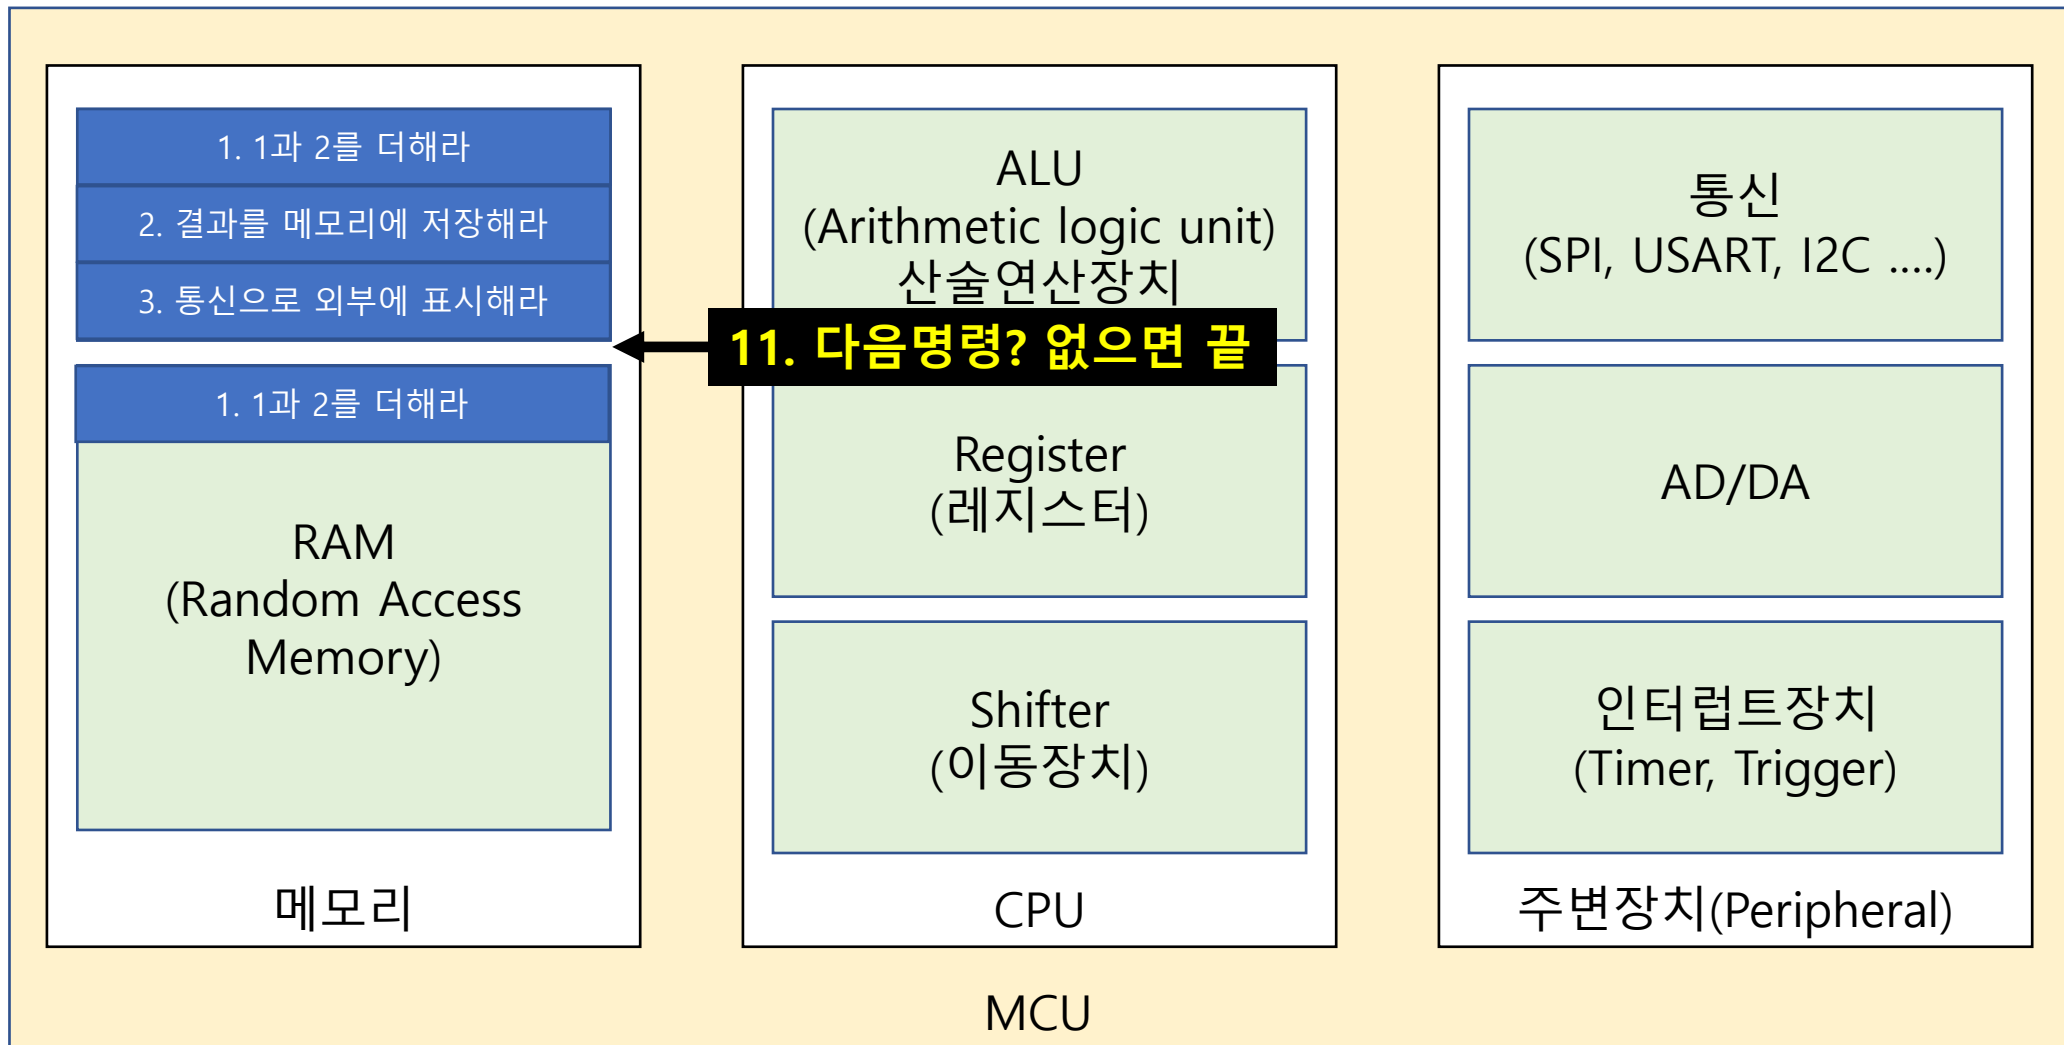 1. 1과 2를 더해라
2. 결과를 메모리에 저장해라
3. 통신으로 외부에 표시해라
1. 1과 2를 더해라
RAM
(Random Access
Memory)
메모리
ALU
(Arithmetic logic unit)
산술연산장치
11. 다음명령? 없으면 끝
Register
(레지스터)
Shifter
(이동장치)
CPU
통신
(SPI, USART, I2C ....)
AD/DA
인터럽트장치
(Timer, Trigger)
주변장치(Peripheral)
MCU